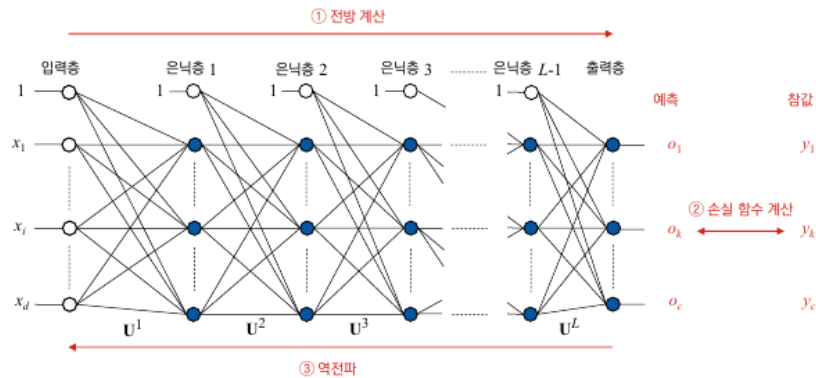 ① 전방 계산
입력층 은닉층 1 은닉층 2 은닉층 3 은닉층 L-1 출력층
1 1 1 1 1
예측 참값
x₁ o₁ y₁
② 손실 함수 계산
xᵢ oₖ yₖ
x_d o_c y_c
U¹ U² U³ Uᴸ
③ 역전파